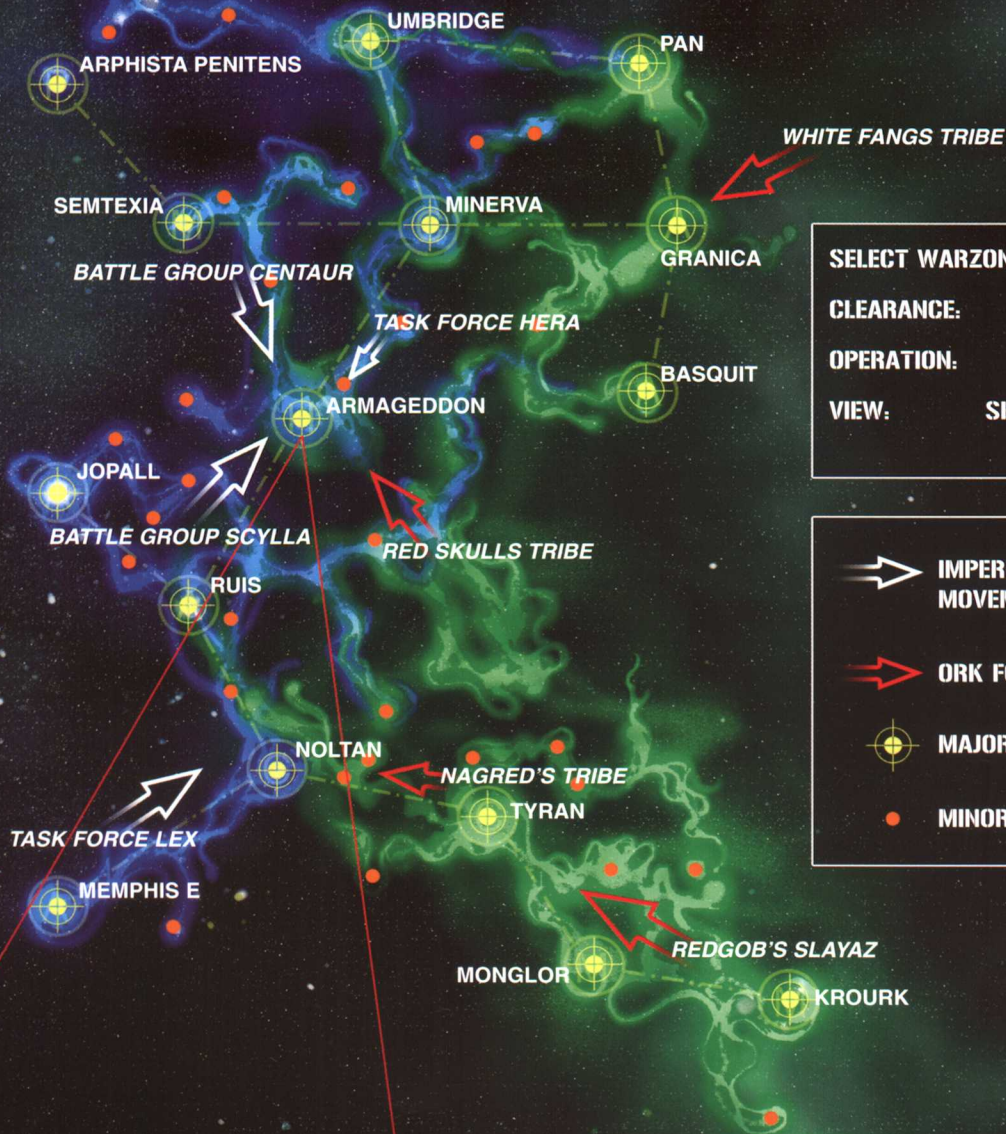 UMBRIDGE
PAN
ARPHISTA PENITENS
WHITE FANGS TRIBE
SEMTEXIA
MINERVA
GRANICA
BATTLE GROUP CENTAUR
TASK FORCE HERA
BASQUIT
ARMAGEDDON
JOPALL
BATTLE GROUP SCYLLA
RED SKULLS TRIBE
RUIS
NOLTAN
NAGRED'S TRIBE
TYRAN
TASK FORCE LEX
MEMPHIS E
REDGOB'S SLAYAZ
MONGLOR
KROURK
SELECT WARZON
CLEARANCE:
OPERATION:
VIEW:
IMPER
MOVEM
ORK F
MAJOR
MINOR